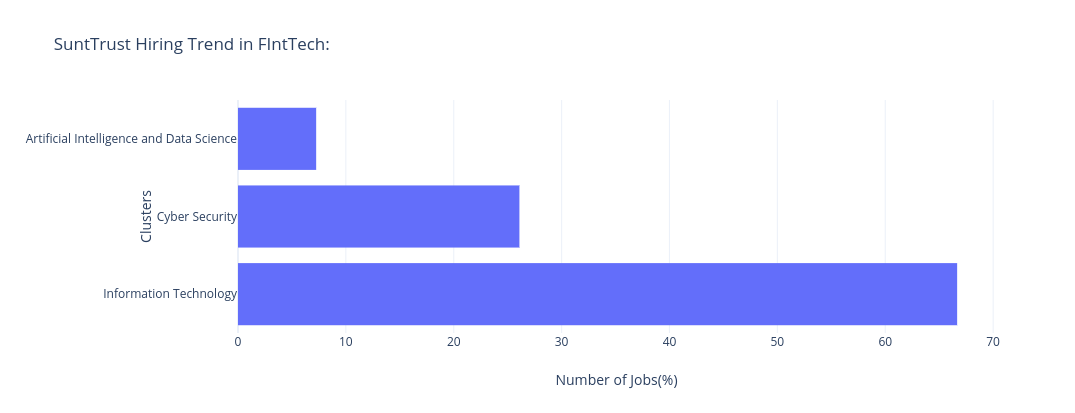 SuntTrust Hiring Trend in FIntTech:
Artificial Intelligence and Data Science
Clusters
Cyber Security
Information Technology
0 10 20 30 40 50 60 70
Number of Jobs(%)